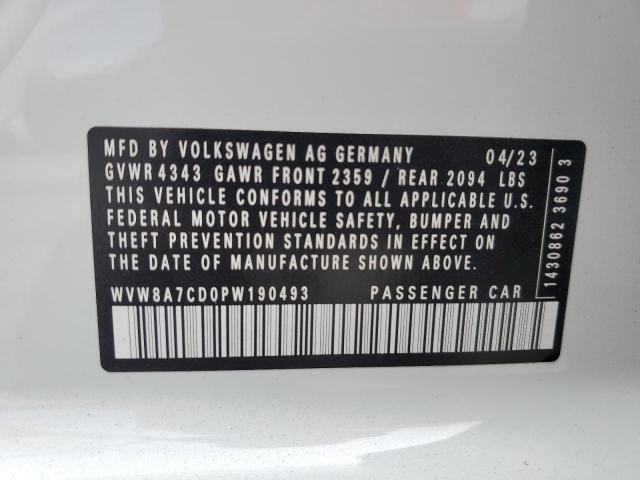 MFD BY VOLKSWAGEN AG GERMANY 04/23
GVWR 4343 GAWR FRONT 2359 / REAR 2094 LBS
THIS VEHICLE CONFORMS TO ALL APPLICABLE U.S.
FEDERAL MOTOR VEHICLE SAFETY, BUMPER AND
THEFT PREVENTION STANDARDS IN EFFECT ON
THE DATE OF MANUFACTURE SHOWN ABOVE.
WVW8A7CD0PW190493 PASSENGER CAR
1430862 3690 3